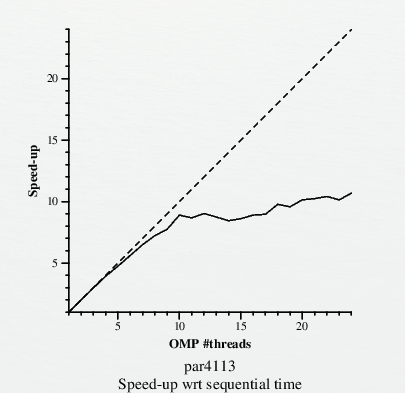 20
15
10
5
Speed-up
5 10 15 20
OMP #threads
par4113
Speed-up wrt sequential time